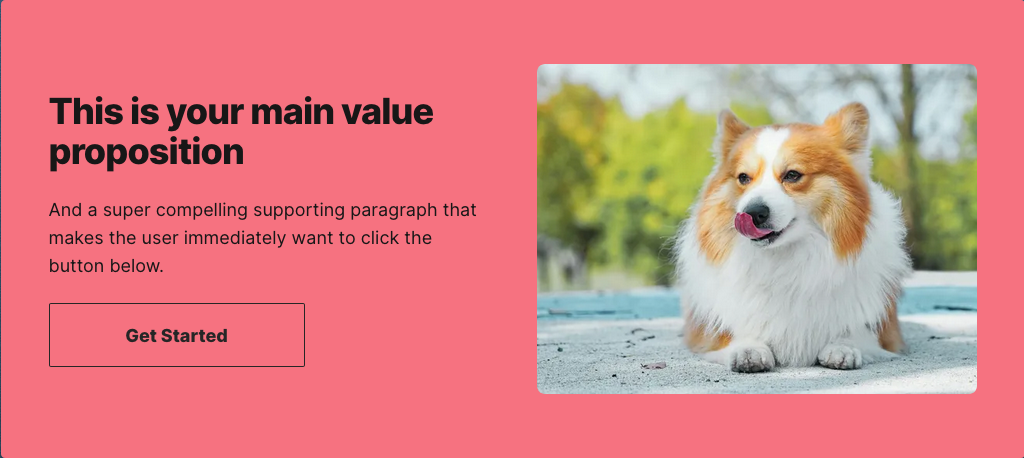 This is your main value
proposition
And a super compelling supporting paragraph that
makes the user immediately want to click the
button below.
Get Started